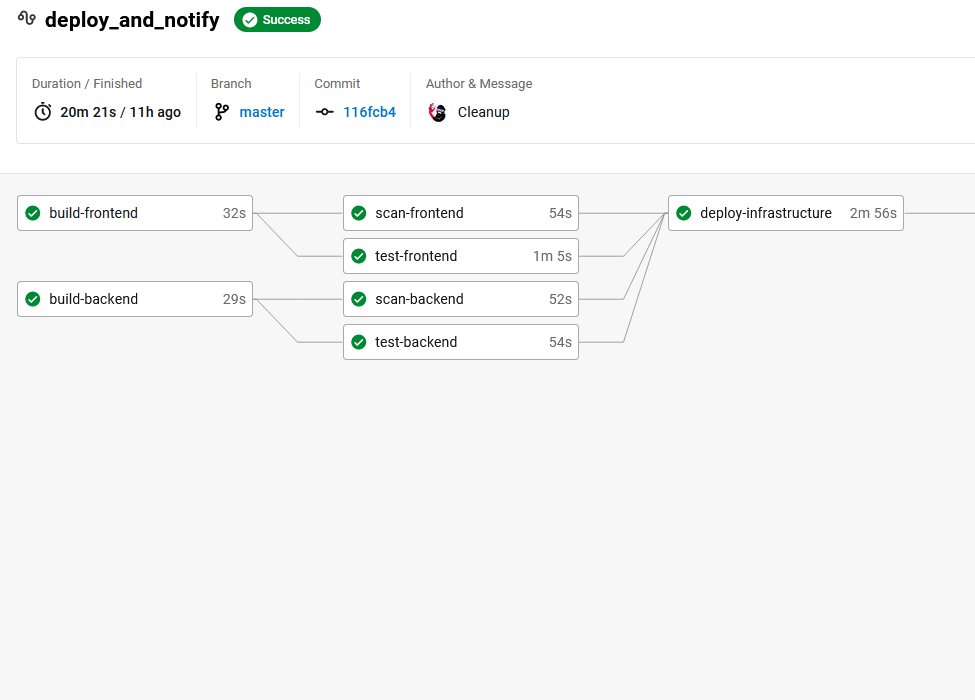 deploy_and_notify Success
Duration / Finished Branch Commit Author & Message
20m 21s / 11h ago master 116fcb4 Cleanup
build-frontend 32s scan-frontend 54s deploy-infrastructure 2m 56s
test-frontend 1m 5s
build-backend 29s scan-backend 52s
test-backend 54s